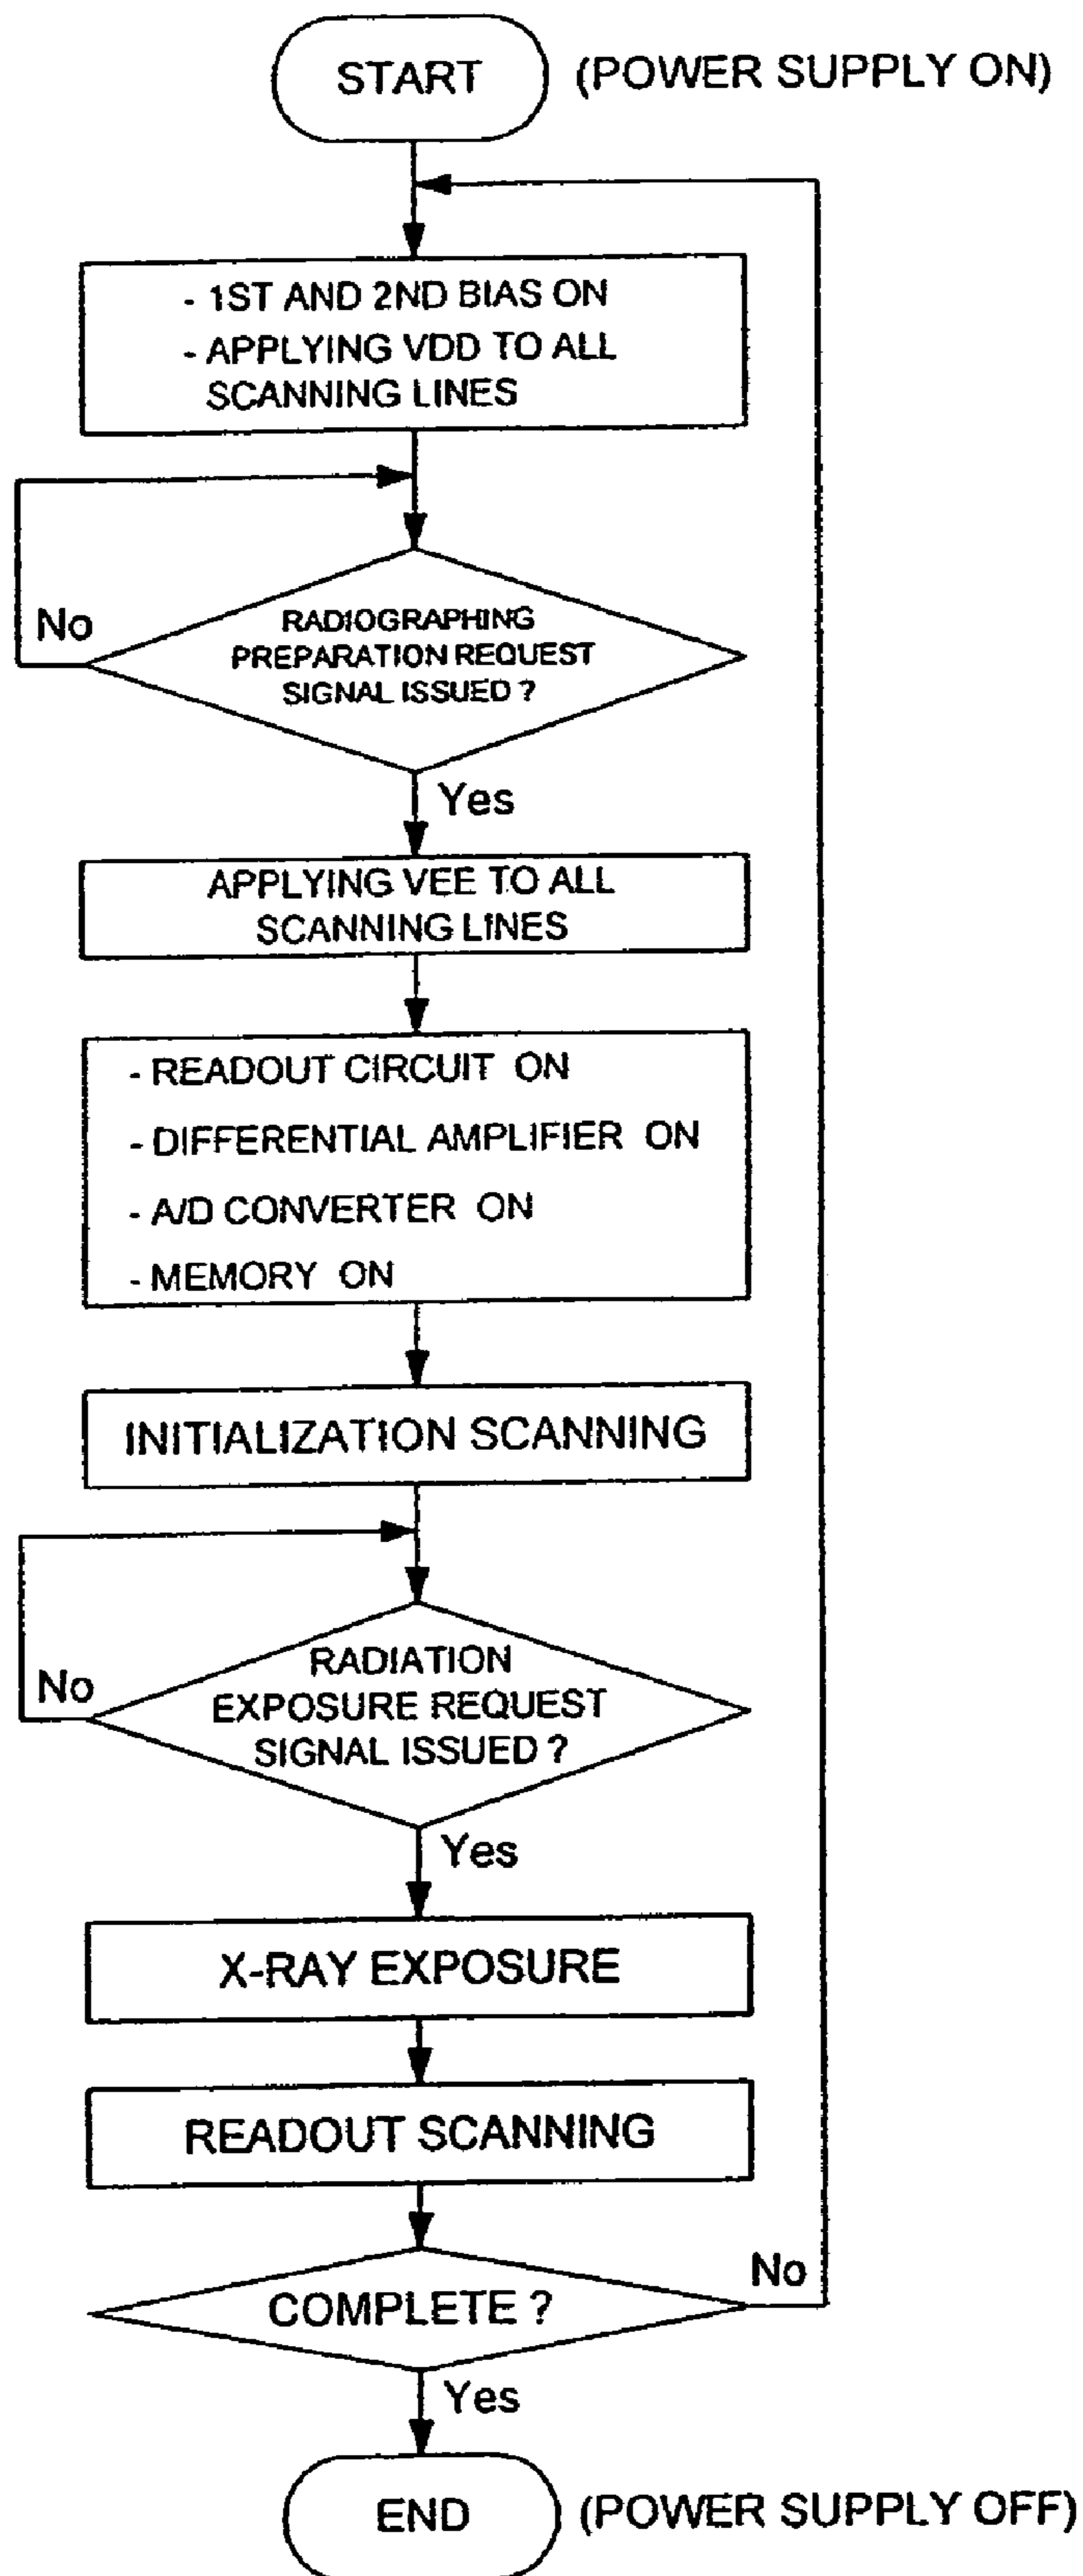 START (POWER SUPPLY ON)
- 1ST AND 2ND BIAS ON
- APPLYING VDD TO ALL
SCANNING LINES
No
RADIOGRAPHING
PREPARATION REQUEST
SIGNAL ISSUED ?
Yes
APPLYING VEE TO ALL
SCANNING LINES
- READOUT CIRCUIT ON
- DIFFERENTIAL AMPLIFIER ON
- A/D CONVERTER ON
- MEMORY ON
INITIALIZATION SCANNING
No
RADIATION
EXPOSURE REQUEST
SIGNAL ISSUED ?
Yes
X-RAY EXPOSURE
READOUT SCANNING
COMPLETE ?
No
Yes
END (POWER SUPPLY OFF)